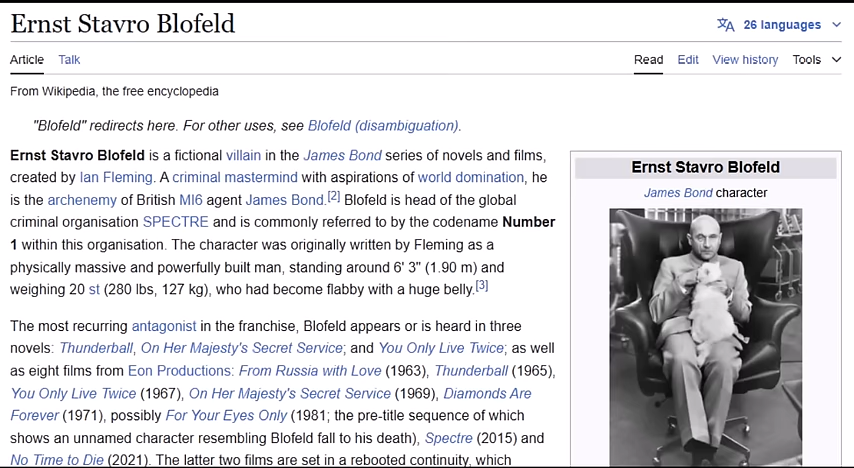 Ernst Stavro Blofeld
26 languages
Article Talk Read Edit View history Tools
From Wikipedia, the free encyclopedia
"Blofeld" redirects here. For other uses, see Blofeld (disambiguation).
Ernst Stavro Blofeld is a fictional villain in the James Bond series of novels and films,
created by Ian Fleming. A criminal mastermind with aspirations of world domination, he
is the archenemy of British MI6 agent James Bond.[2] Blofeld is head of the global
criminal organisation SPECTRE and is commonly referred to by the codename Number
1 within this organisation. The character was originally written by Fleming as a
physically massive and powerfully built man, standing around 6' 3" (1.90 m) and
weighing 20 st (280 lbs, 127 kg), who had become flabby with a huge belly.[3]
The most recurring antagonist in the franchise, Blofeld appears or is heard in three
novels: Thunderball, On Her Majesty's Secret Service; and You Only Live Twice; as well
as eight films from Eon Productions: From Russia with Love (1963), Thunderball (1965),
You Only Live Twice (1967), On Her Majesty's Secret Service (1969), Diamonds Are
Forever (1971), possibly For Your Eyes Only (1981; the pre-title sequence of which
shows an unnamed character resembling Blofeld fall to his death), Spectre (2015) and
No Time to Die (2021). The latter two films are set in a rebooted continuity, which
Ernst Stavro Blofeld
James Bond character